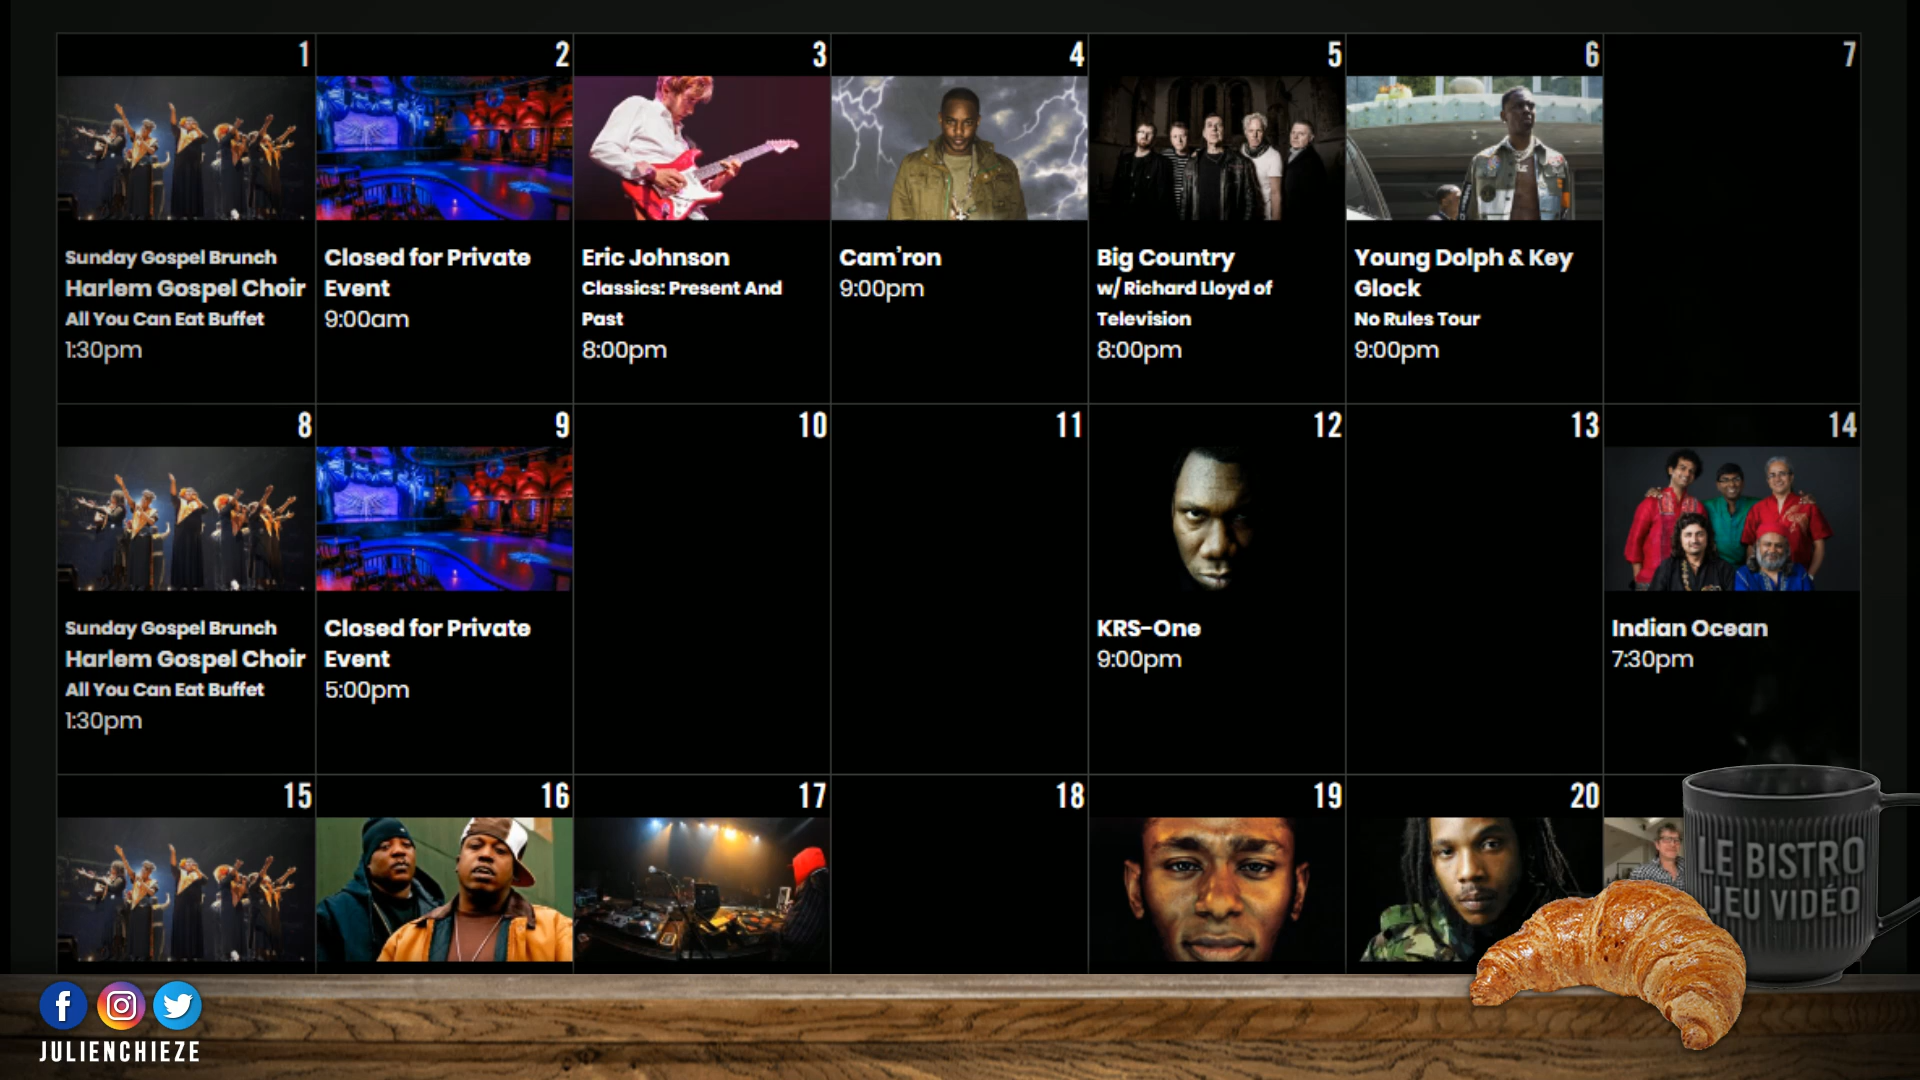 1
2
3
4
5
6
7
Sunday Gospel Brunch
Harlem Gospel Choir
All You Can Eat Buffet
1:30pm
Closed for Private
Event
9:00am
Eric Johnson
Classics: Present And
Past
8:00pm
Cam'ron
9:00pm
Big Country
w/ Richard Lloyd of
Television
8:00pm
Young Dolph & Key
Glock
No Rules Tour
9:00pm
8
9
10
11
12
13
14
Sunday Gospel Brunch
Harlem Gospel Choir
All You Can Eat Buffet
1:30pm
Closed for Private
Event
5:00pm
KRS-One
9:00pm
Indian Ocean
7:30pm
15
16
17
18
19
20
LE BISTRO
JEU VIDÉO
JULIENCHIEZE